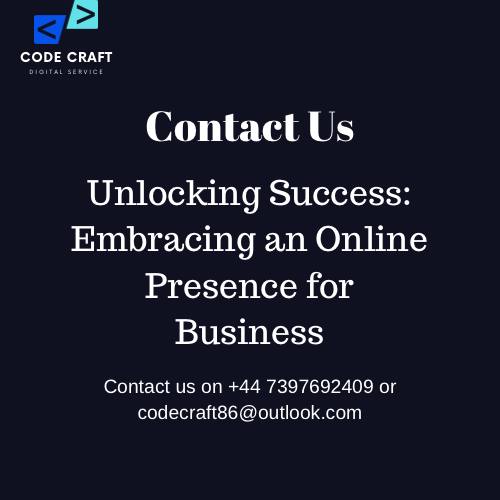 < >
CODE CRAFT
DIGITAL SERVICE
Contact Us
Unlocking Success:
Embracing an Online
Presence for
Business
Contact us on +44 7397692409 or
codecraft86@outlook.com